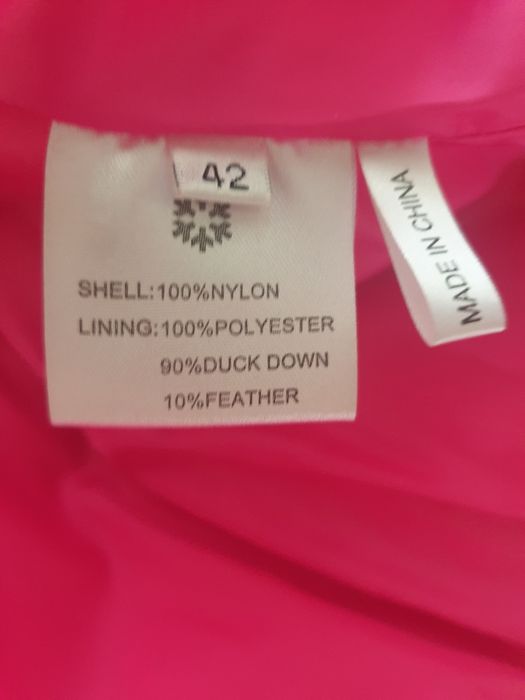 42
SHELL:100%NYLON
LINING:100%POLYESTER
90%DUCK DOWN
10%FEATHER
MADE IN CHINA